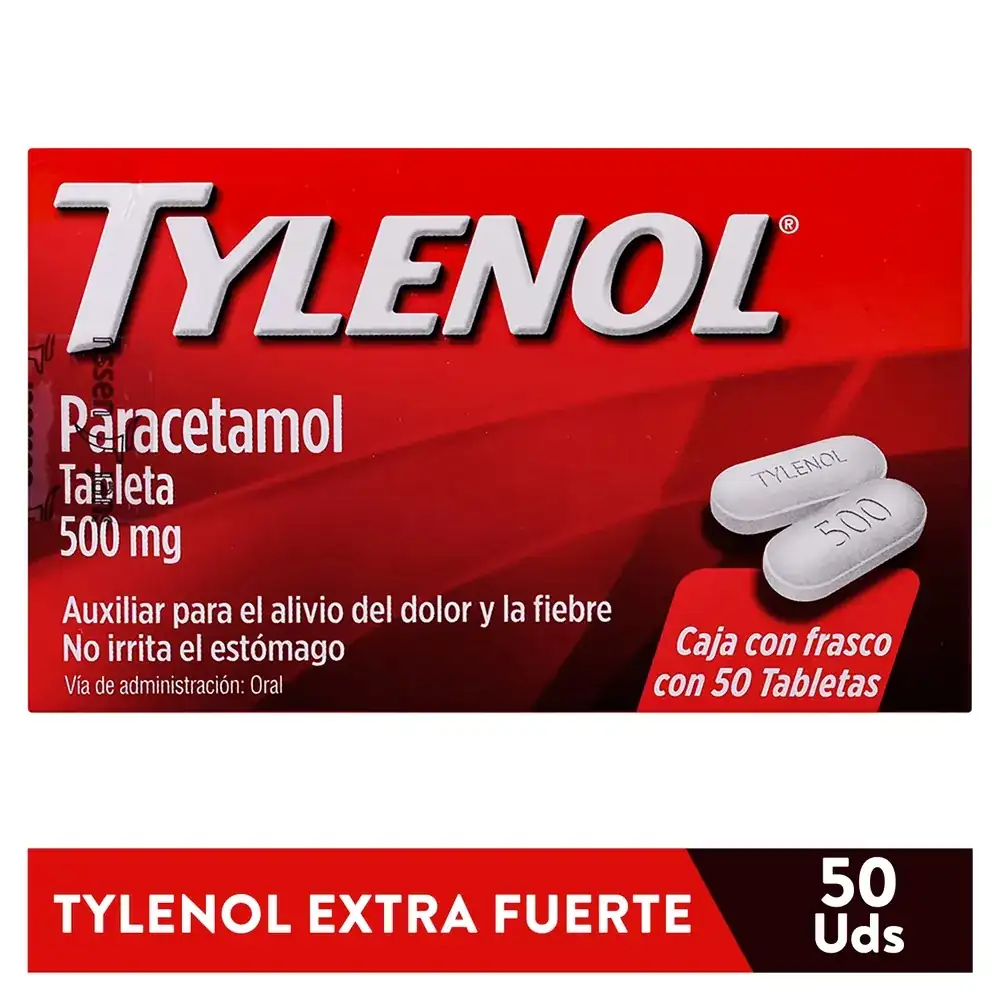 TYLENOL®
Paracetamol
Tableta
500 mg
Auxiliar para el alivio del dolor y la fiebre
No irrita el estómago
Vía de administración: Oral
TYLENOL
500
Caja con frasco
con 50 Tabletas
TYLENOL EXTRA FUERTE
50
Uds